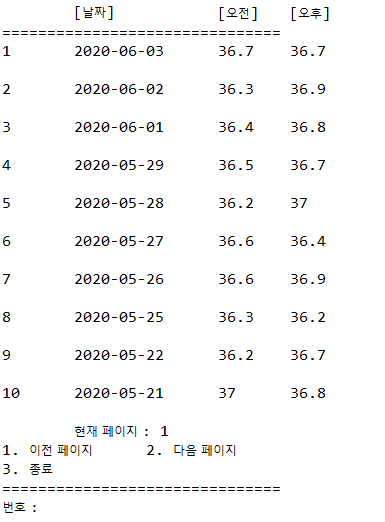 [날짜] [오전] [오후]
===============================
1 2020-06-03 36.7 36.7
2 2020-06-02 36.3 36.9
3 2020-06-01 36.4 36.8
4 2020-05-29 36.5 36.7
5 2020-05-28 36.2 37
6 2020-05-27 36.6 36.4
7 2020-05-26 36.6 36.9
8 2020-05-25 36.3 36.2
9 2020-05-22 36.2 36.7
10 2020-05-21 37 36.8
현재 페이지 : 1
1. 이전 페이지 2. 다음 페이지
3. 종료
===============================
번호 :